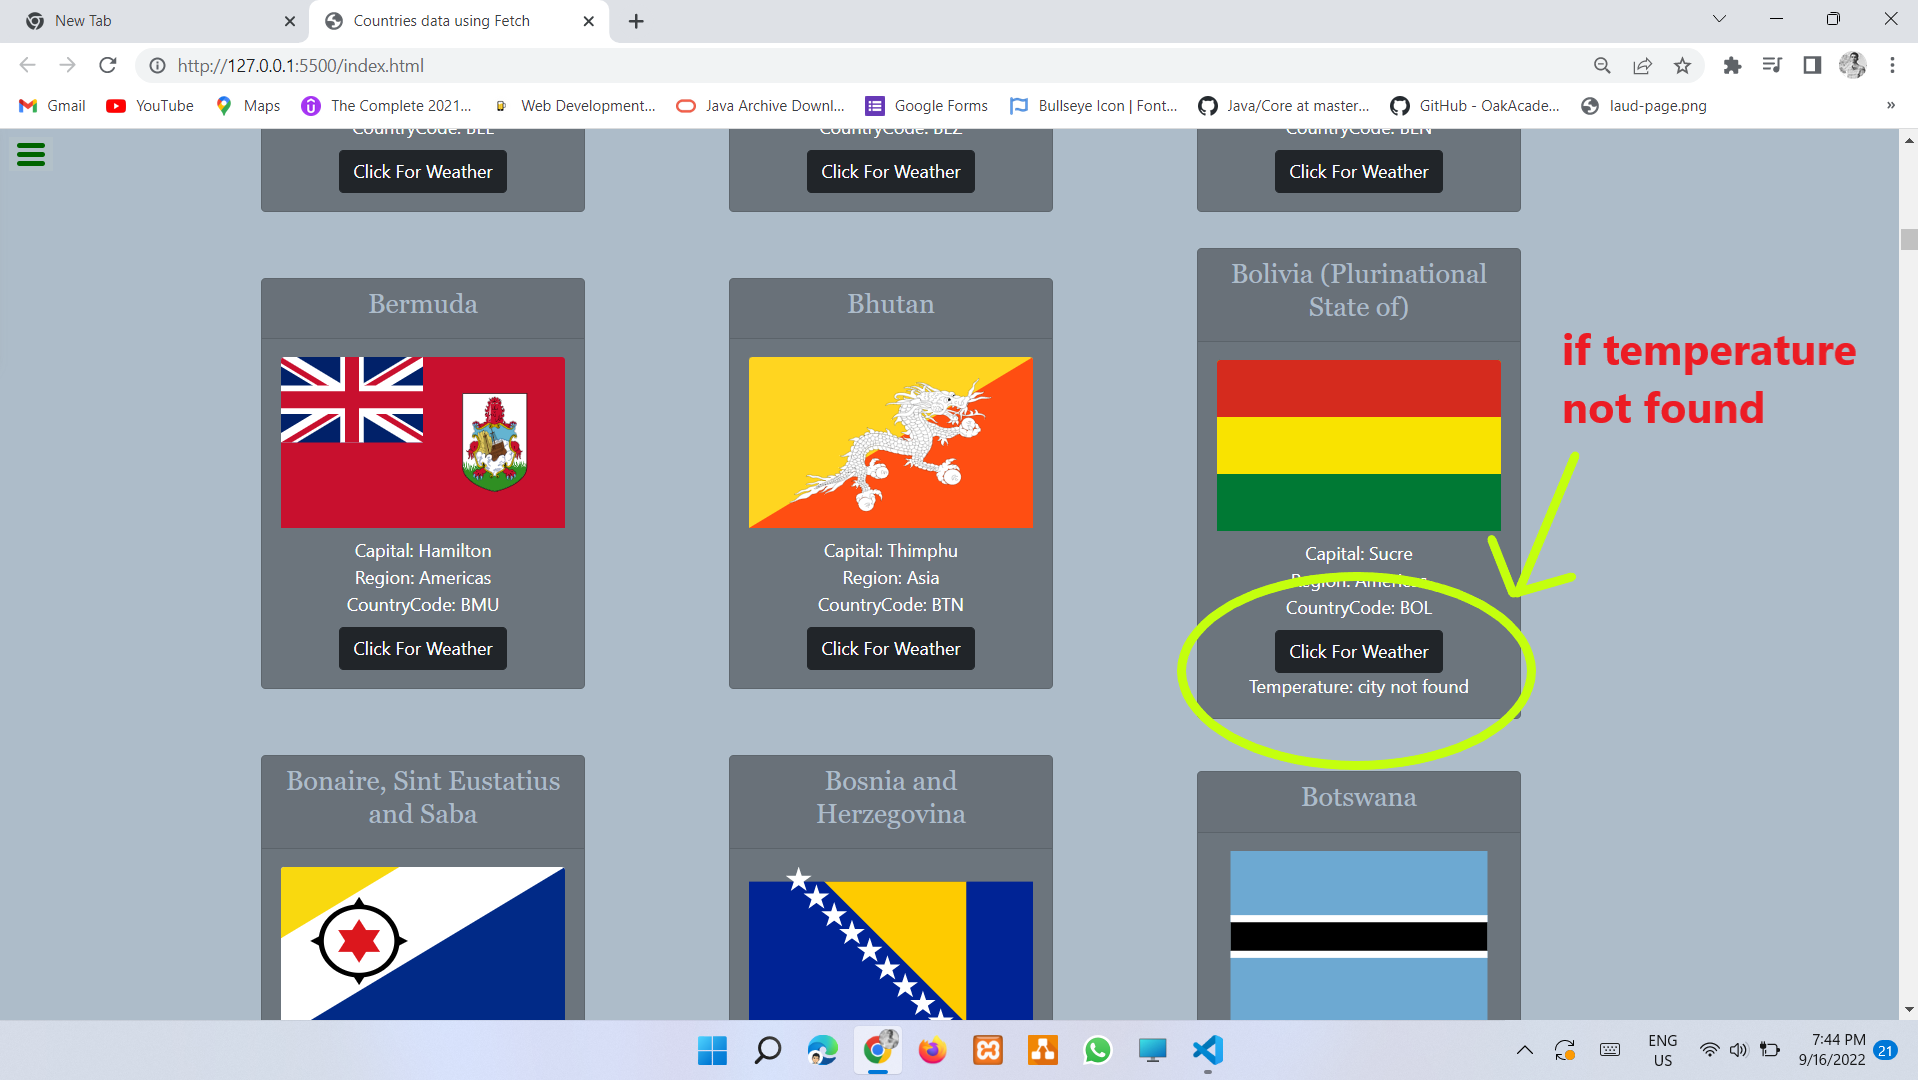 New Tab
Countries data using Fetch
http://127.0.0.1:5500/index.html
Gmail
YouTube
Maps
The Complete 2021...
Web Development...
Java Archive Downl...
Google Forms
Bullseye Icon | Font...
Java/Core at master...
GitHub - OakAcade...
laud-page.png
»
CountryCode: BEL
CountryCode: BLZ
CountryCode: BEN
Click For Weather
Click For Weather
Click For Weather
Bermuda
Capital: Hamilton
Region: Americas
CountryCode: BMU
Click For Weather
Bhutan
Capital: Thimphu
Region: Asia
CountryCode: BTN
Click For Weather
Bolivia (Plurinational
State of)
Capital: Sucre
Region: Americas
CountryCode: BOL
Click For Weather
Temperature: city not found
if temperature
not found
Bonaire, Sint Eustatius
and Saba
Bosnia and
Herzegovina
Botswana
ENG
US
7:44 PM
9/16/2022
21